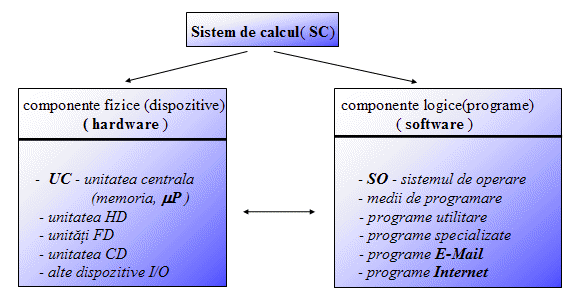 Sistem de calcul( SC)
componente fizice (dispozitive)
( hardware )
- UC - unitatea centrala
(memoria, µP )
- unitatea HD
- unităţi FD
- unitatea CD
- alte dispozitive I/O
componente logice(programe)
( software )
- SO - sistemul de operare
- medii de programare
- programe utilitare
- programe specializate
- programe E-Mail
- programe Internet